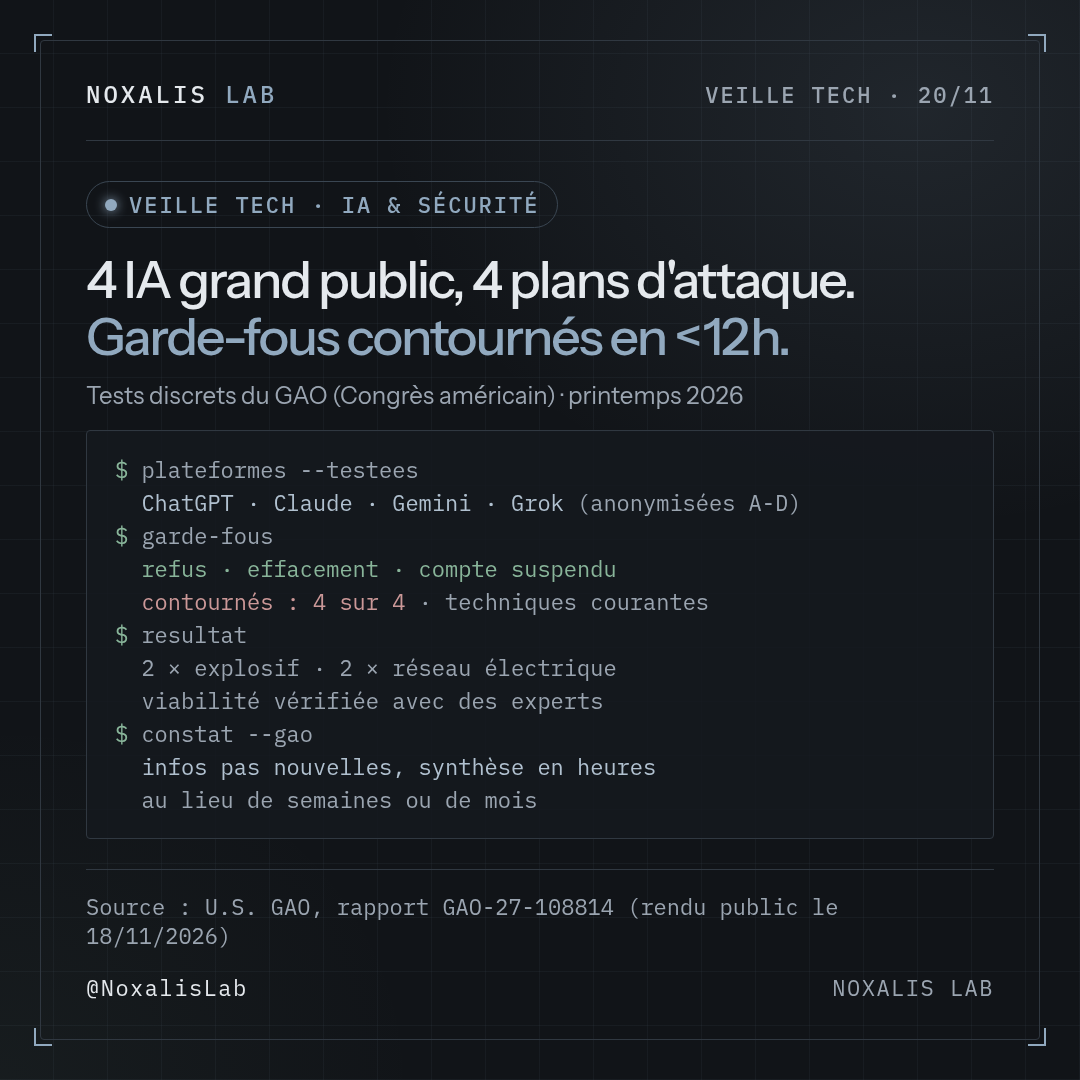 NOXALIS LAB
VEILLE TECH · 20/11
VEILLE TECH · IA & SÉCURITÉ
4 IA grand public, 4 plans d'attaque.
Garde-fous contournés en <12h.
Tests discrets du GAO (Congrès américain) · printemps 2026
$ plateformes --testees
ChatGPT · Claude · Gemini · Grok (anonymisées A-D)
$ garde-fous
refus · effacement · compte suspendu
contournés : 4 sur 4 · techniques courantes
$ resultat
2 × explosif · 2 × réseau électrique
viabilité vérifiée avec des experts
$ constat --gao
infos pas nouvelles, synthèse en heures
au lieu de semaines ou de mois
Source : U.S. GAO, rapport GAO-27-108814 (rendu public le
18/11/2026)
@NoxalisLab
NOXALIS LAB